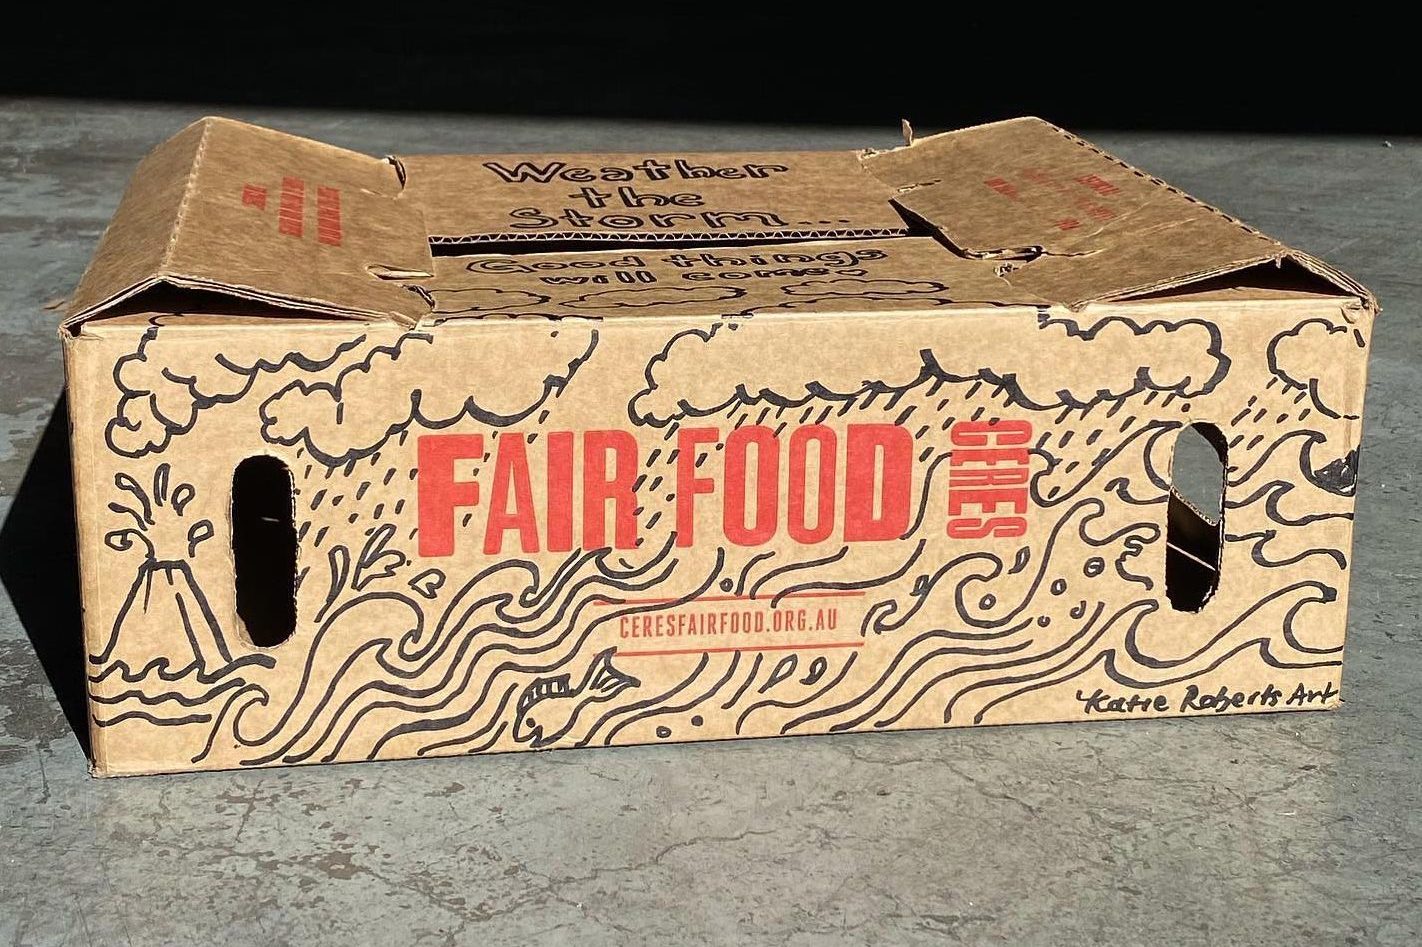 Weather
the
Storm...
Good things
will come
FAIR FOOD
CERES
CERESFAIRFOOD.ORG.AU
Katie Roberts Art